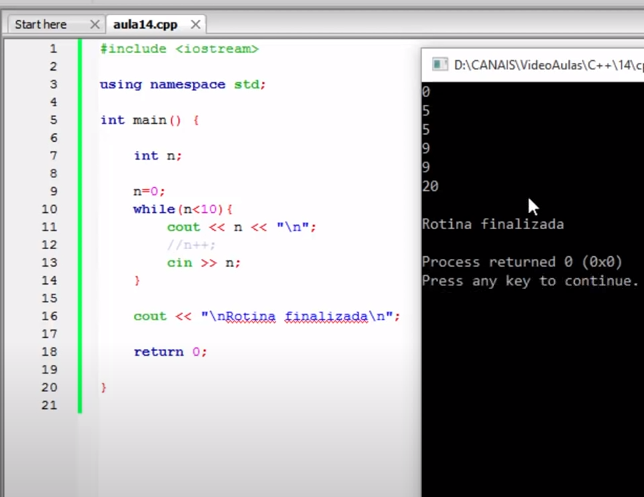 Start here
aula14.cpp
1 #include <iostream>
2
3 using namespace std;
4
5 int main() {
6
7 int n;
8
9 n=0;
10 while(n<10){
11 cout << n << "\n";
12 //n++;
13 cin >> n;
14 }
15
16 cout << "\nRotina finalizada\n";
17
18 return 0;
19
20 }
21
D:\CANAIS\VideoAulas\C++\14\c
0
5
5
9
9
20
Rotina finalizada
Process returned 0 (0x0)
Press any key to continue.